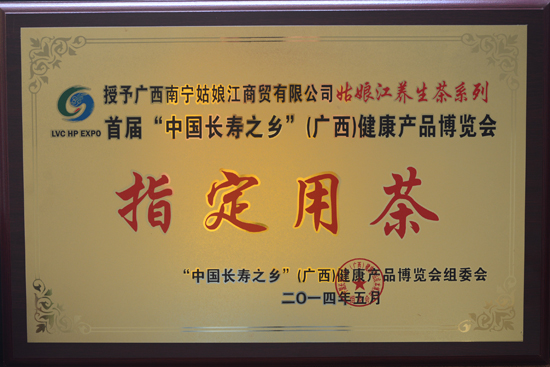 授予广西南宁姑娘江商贸有限公司姑娘江养生茶系列
LVC HP EXPO
首届“中国长寿之乡”(广西)健康产品博览会
指定用茶
“中国长寿之乡”(广西)健康产品博览会组委会
二〇一四年五月